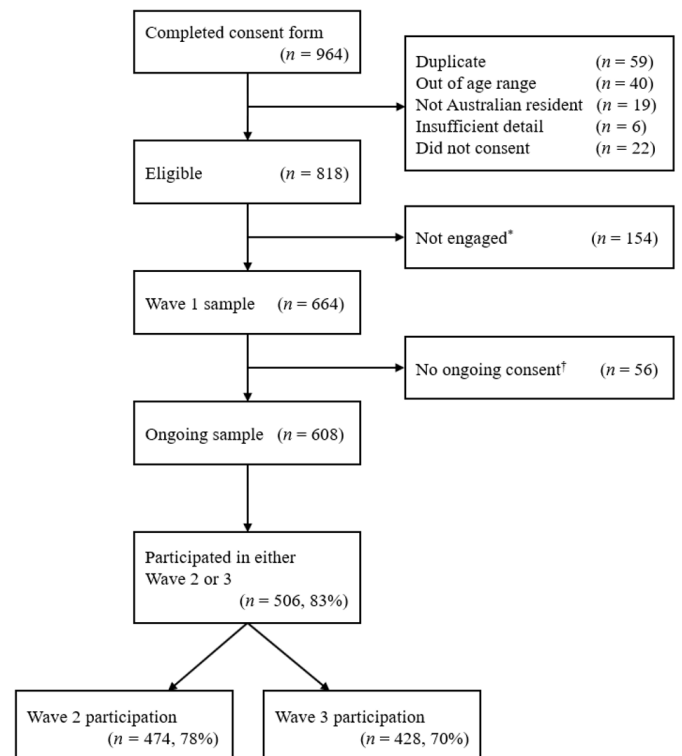 Completed consent form
(n = 964)
Duplicate (n = 59)
Out of age range (n = 40)
Not Australian resident (n = 19)
Insufficient detail (n = 6)
Did not consent (n = 22)
Eligible (n = 818)
Not engaged* (n = 154)
Wave 1 sample (n = 664)
No ongoing consent† (n = 56)
Ongoing sample (n = 608)
Participated in either
Wave 2 or 3
(n = 506, 83%)
Wave 2 participation
(n = 474, 78%)
Wave 3 participation
(n = 428, 70%)